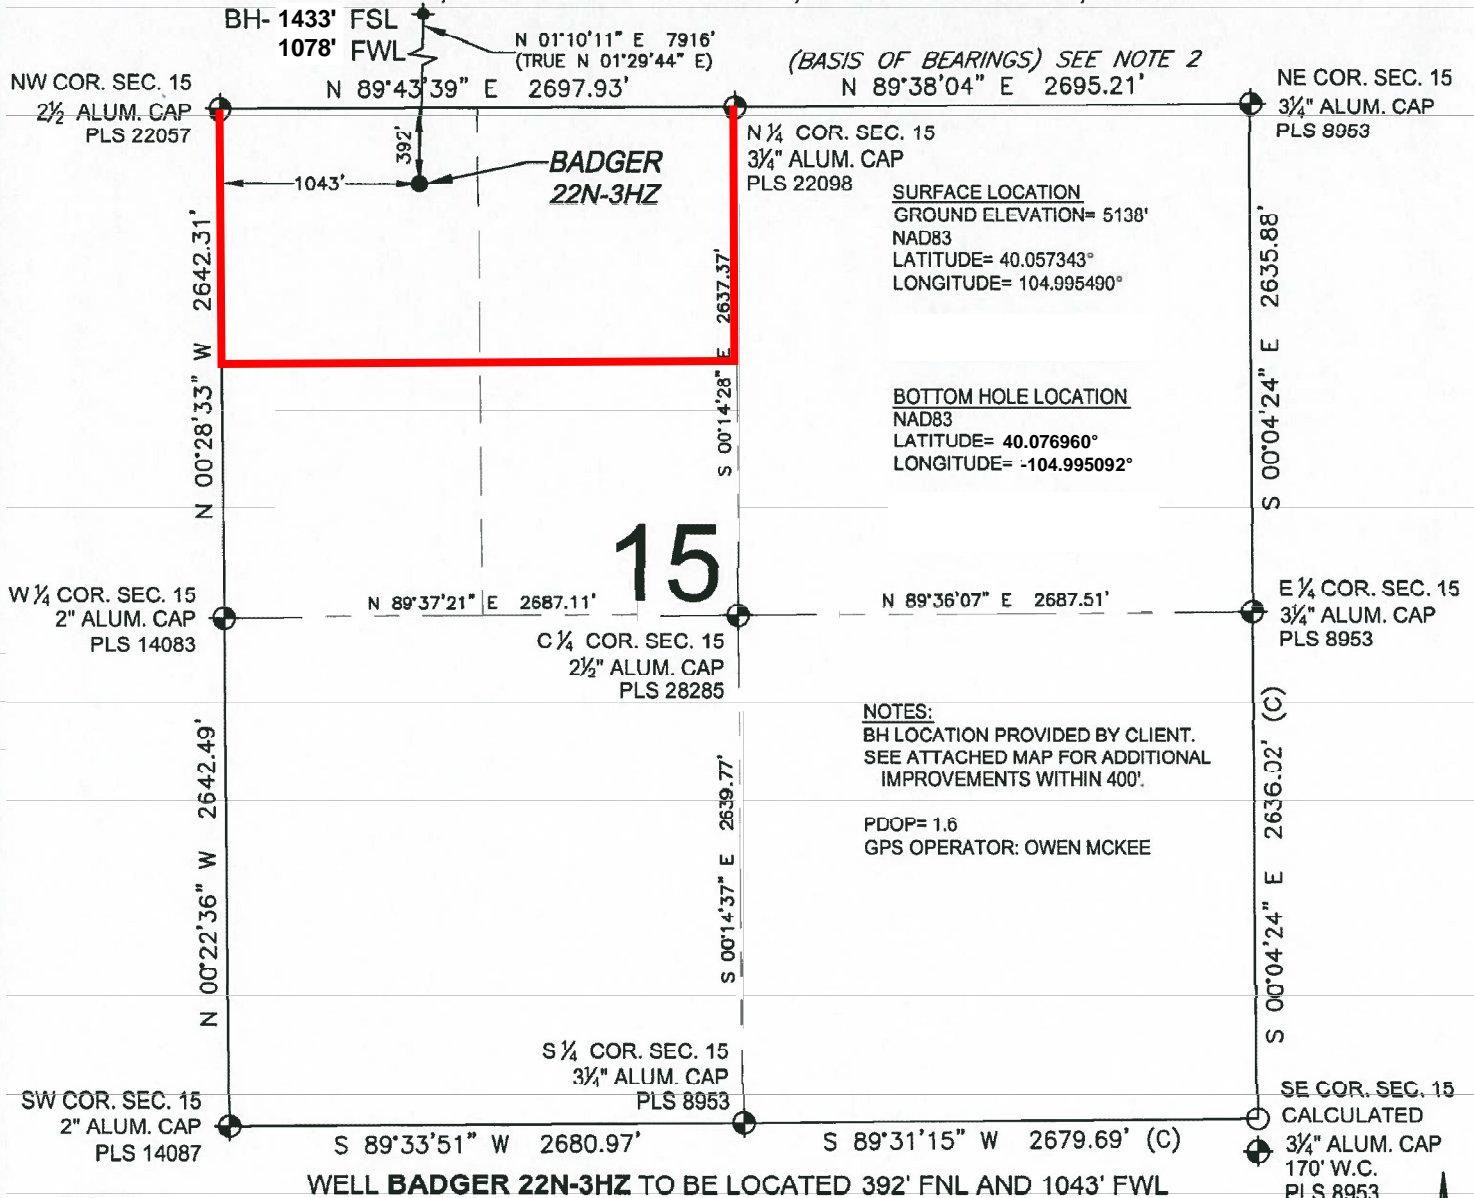 BH- 1433' FSL
1078' FWL
N 01°10'11" E 7916'
(TRUE N 01°29'44" E)
(BASIS OF BEARINGS) SEE NOTE 2
N 89°43'39" E 2697.93'
N 89°38'04" E 2695.21'
NW COR. SEC. 15
2½ ALUM. CAP
PLS 22057
NE COR. SEC. 15
3¼" ALUM. CAP
PLS 8953
N ¼ COR. SEC. 15
3¼" ALUM. CAP
PLS 22098
392'
1043'
BADGER
22N-3HZ
SURFACE LOCATION
GROUND ELEVATION= 5138'
NAD83
LATITUDE= 40.057343°
LONGITUDE= 104.995490°
N 00°28'33" W 2642.31'
S 00°14'28" E 2637.37'
S 00°04'24" E 2635.88'
BOTTOM HOLE LOCATION
NAD83
LATITUDE= 40.076960°
LONGITUDE= -104.995092°
15
W ¼ COR. SEC. 15
2" ALUM. CAP
PLS 14083
N 89°37'21" E 2687.11'
N 89°36'07" E 2687.51'
E ¼ COR. SEC. 15
3¼" ALUM. CAP
PLS 8953
C ¼ COR. SEC. 15
2½" ALUM. CAP
PLS 28285
NOTES:
BH LOCATION PROVIDED BY CLIENT.
SEE ATTACHED MAP FOR ADDITIONAL
IMPROVEMENTS WITHIN 400'.
PDOP= 1.6
GPS OPERATOR: OWEN MCKEE
N 00°22'36" W 2642.49'
S 00°14'37" E 2639.77'
S 00°04'24" E 2636.02' (C)
S ¼ COR. SEC. 15
3¼" ALUM. CAP
PLS 8953
SW COR. SEC. 15
2" ALUM. CAP
PLS 14087
SE COR. SEC. 15
CALCULATED
3¼" ALUM. CAP
170' W.C.
PLS 8953
S 89°33'51" W 2680.97'
S 89°31'15" W 2679.69' (C)
WELL BADGER 22N-3HZ TO BE LOCATED 392' FNL AND 1043' FWL